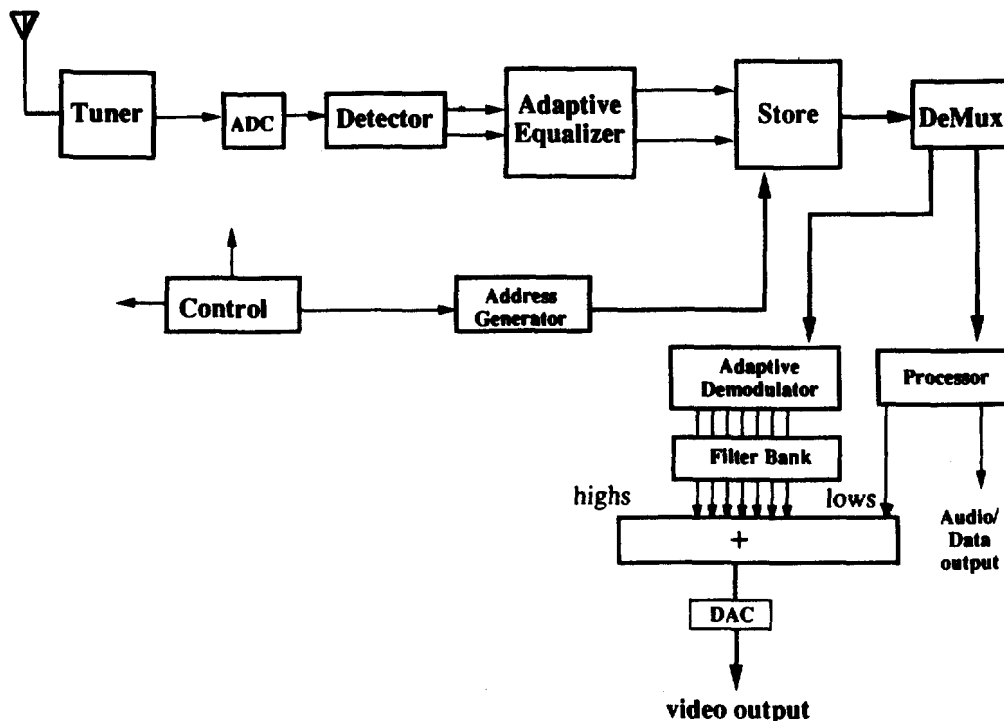 Tuner
ADC
Detector
Adaptive
Equalizer
Store
DeMux
Control
Address
Generator
Adaptive
Demodulator
Processor
Filter Bank
highs
lows
+
Audio/
Data
output
DAC
video output